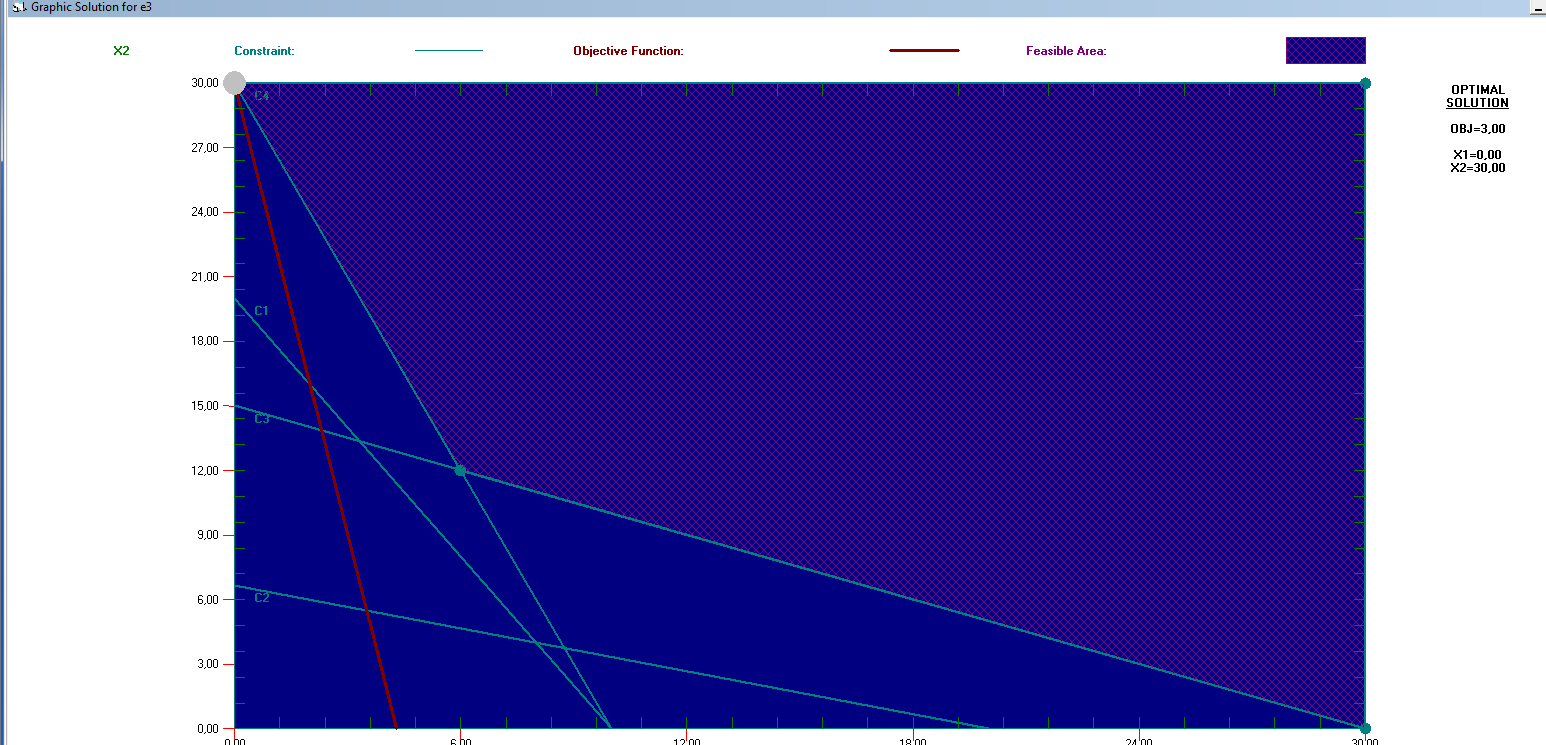 Graphic Solution for e3
X2 Constraint: Objective Function: Feasible Area:
30,00
C4
OPTIMAL
SOLUTION
OBJ=3,00
X1=0,00
X2=30,00
27,00
24,00
21,00
C1
18,00
15,00
C3
12,00
9,00
6,00
C2
3,00
0,00
0,00 6,00 12,00 18,00 24,00 30,00